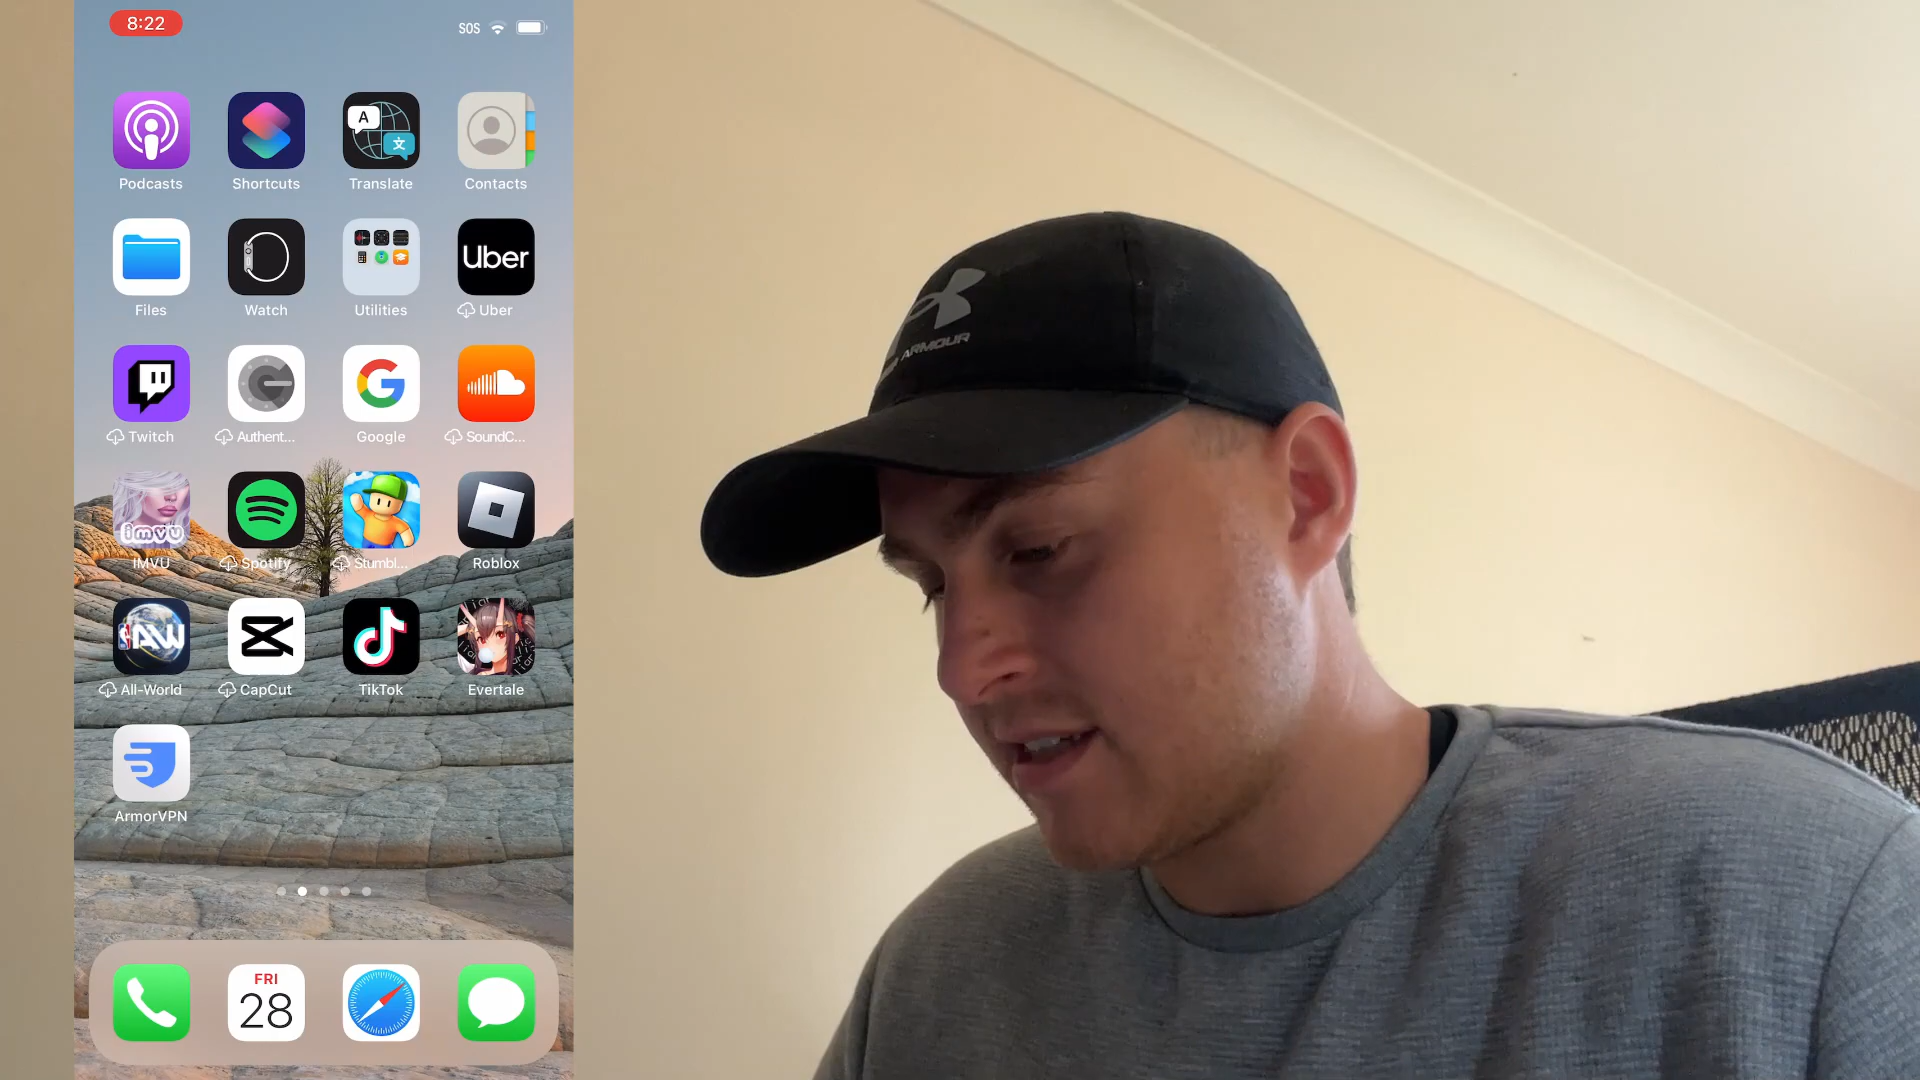 8:22 SOS
A 文
Podcasts Shortcuts Translate Contacts
Uber
Files Watch Utilities Uber
Twitch Authent... Google SoundC...
imvu
IMVU Spotify Stumbl... Roblox
AW
All-World CapCut TikTok Evertale
ArmorVPN
FRI
28
ARMOUR